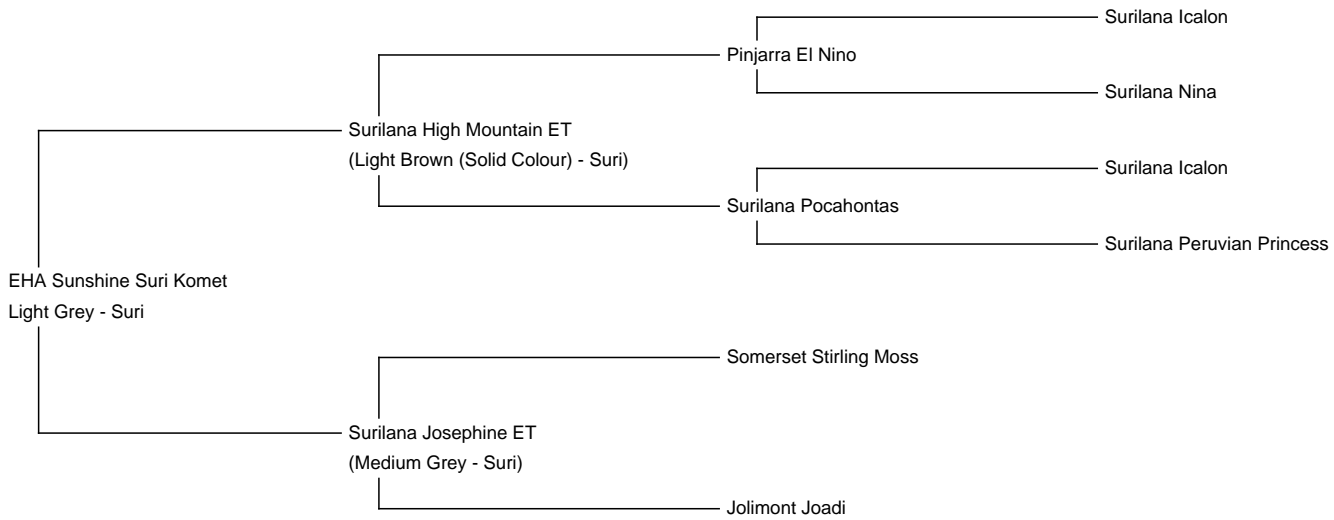 Surilana Icalon
Pinjarra El Nino
Surilana Nina
Surilana High Mountain ET
(Light Brown (Solid Colour) - Suri)
Surilana Icalon
Surilana Pocahontas
Surilana Peruvian Princess
EHA Sunshine Suri Komet
Light Grey - Suri
Somerset Stirling Moss
Surilana Josephine ET
(Medium Grey - Suri)
Jolimont Joadi